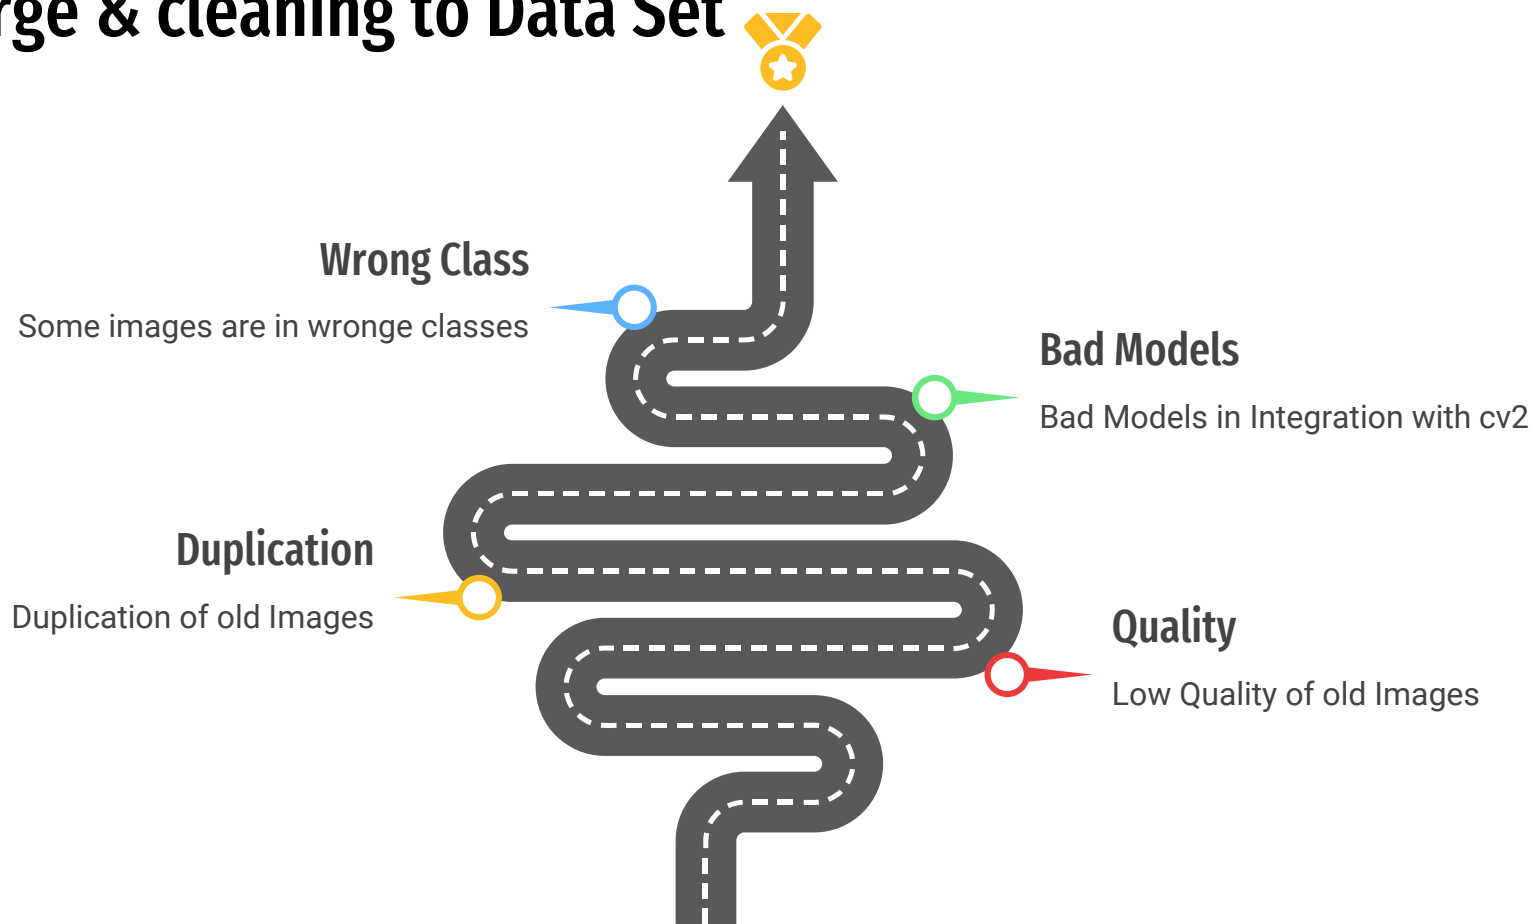 & cleaning to Data Set
Wrong Class
Some images are in wronge classes
Bad Models
Bad Models in Integration with cv2
Duplication
Duplication of old Images
Quality
Low Quality of old Images